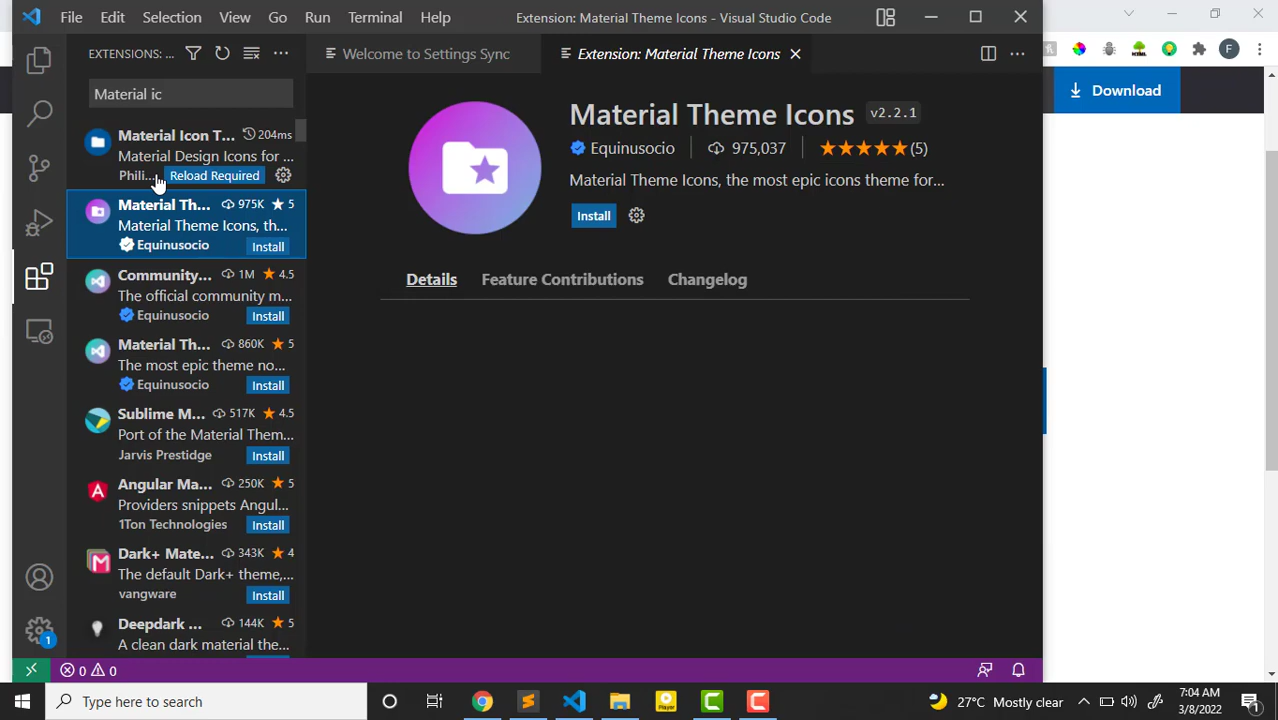 File Edit Selection View Go Run Terminal Help Extension: Material Theme Icons - Visual Studio Code
EXTENSIONS: ...
Welcome to Settings Sync
Extension: Material Theme Icons
Material ic
Material Icon T... 204ms
Material Design Icons for ...
Phili... Reload Required
Material Th... 975K 5
Material Theme Icons, th...
Equinusocio Install
Community... 1M 4.5
The official community m...
Equinusocio Install
Material Th... 860K 5
The most epic theme no...
Equinusocio Install
Sublime M... 517K 4.5
Port of the Material Them...
Jarvis Prestidge Install
Angular Ma... 250K 5
Providers snippets Angul...
1Ton Technologies Install
Dark+ Mate... 343K 4
The default Dark+ theme,...
vangware Install
Deepdark ... 144K 5
A clean dark material the...
Material Theme Icons v2.2.1
Equinusocio 975,037 (5)
Material Theme Icons, the most epic icons theme for...
Install
Details Feature Contributions Changelog
F
Download
1
0 0
Type here to search
Player
27°C Mostly clear
7:04 AM
3/8/2022
1